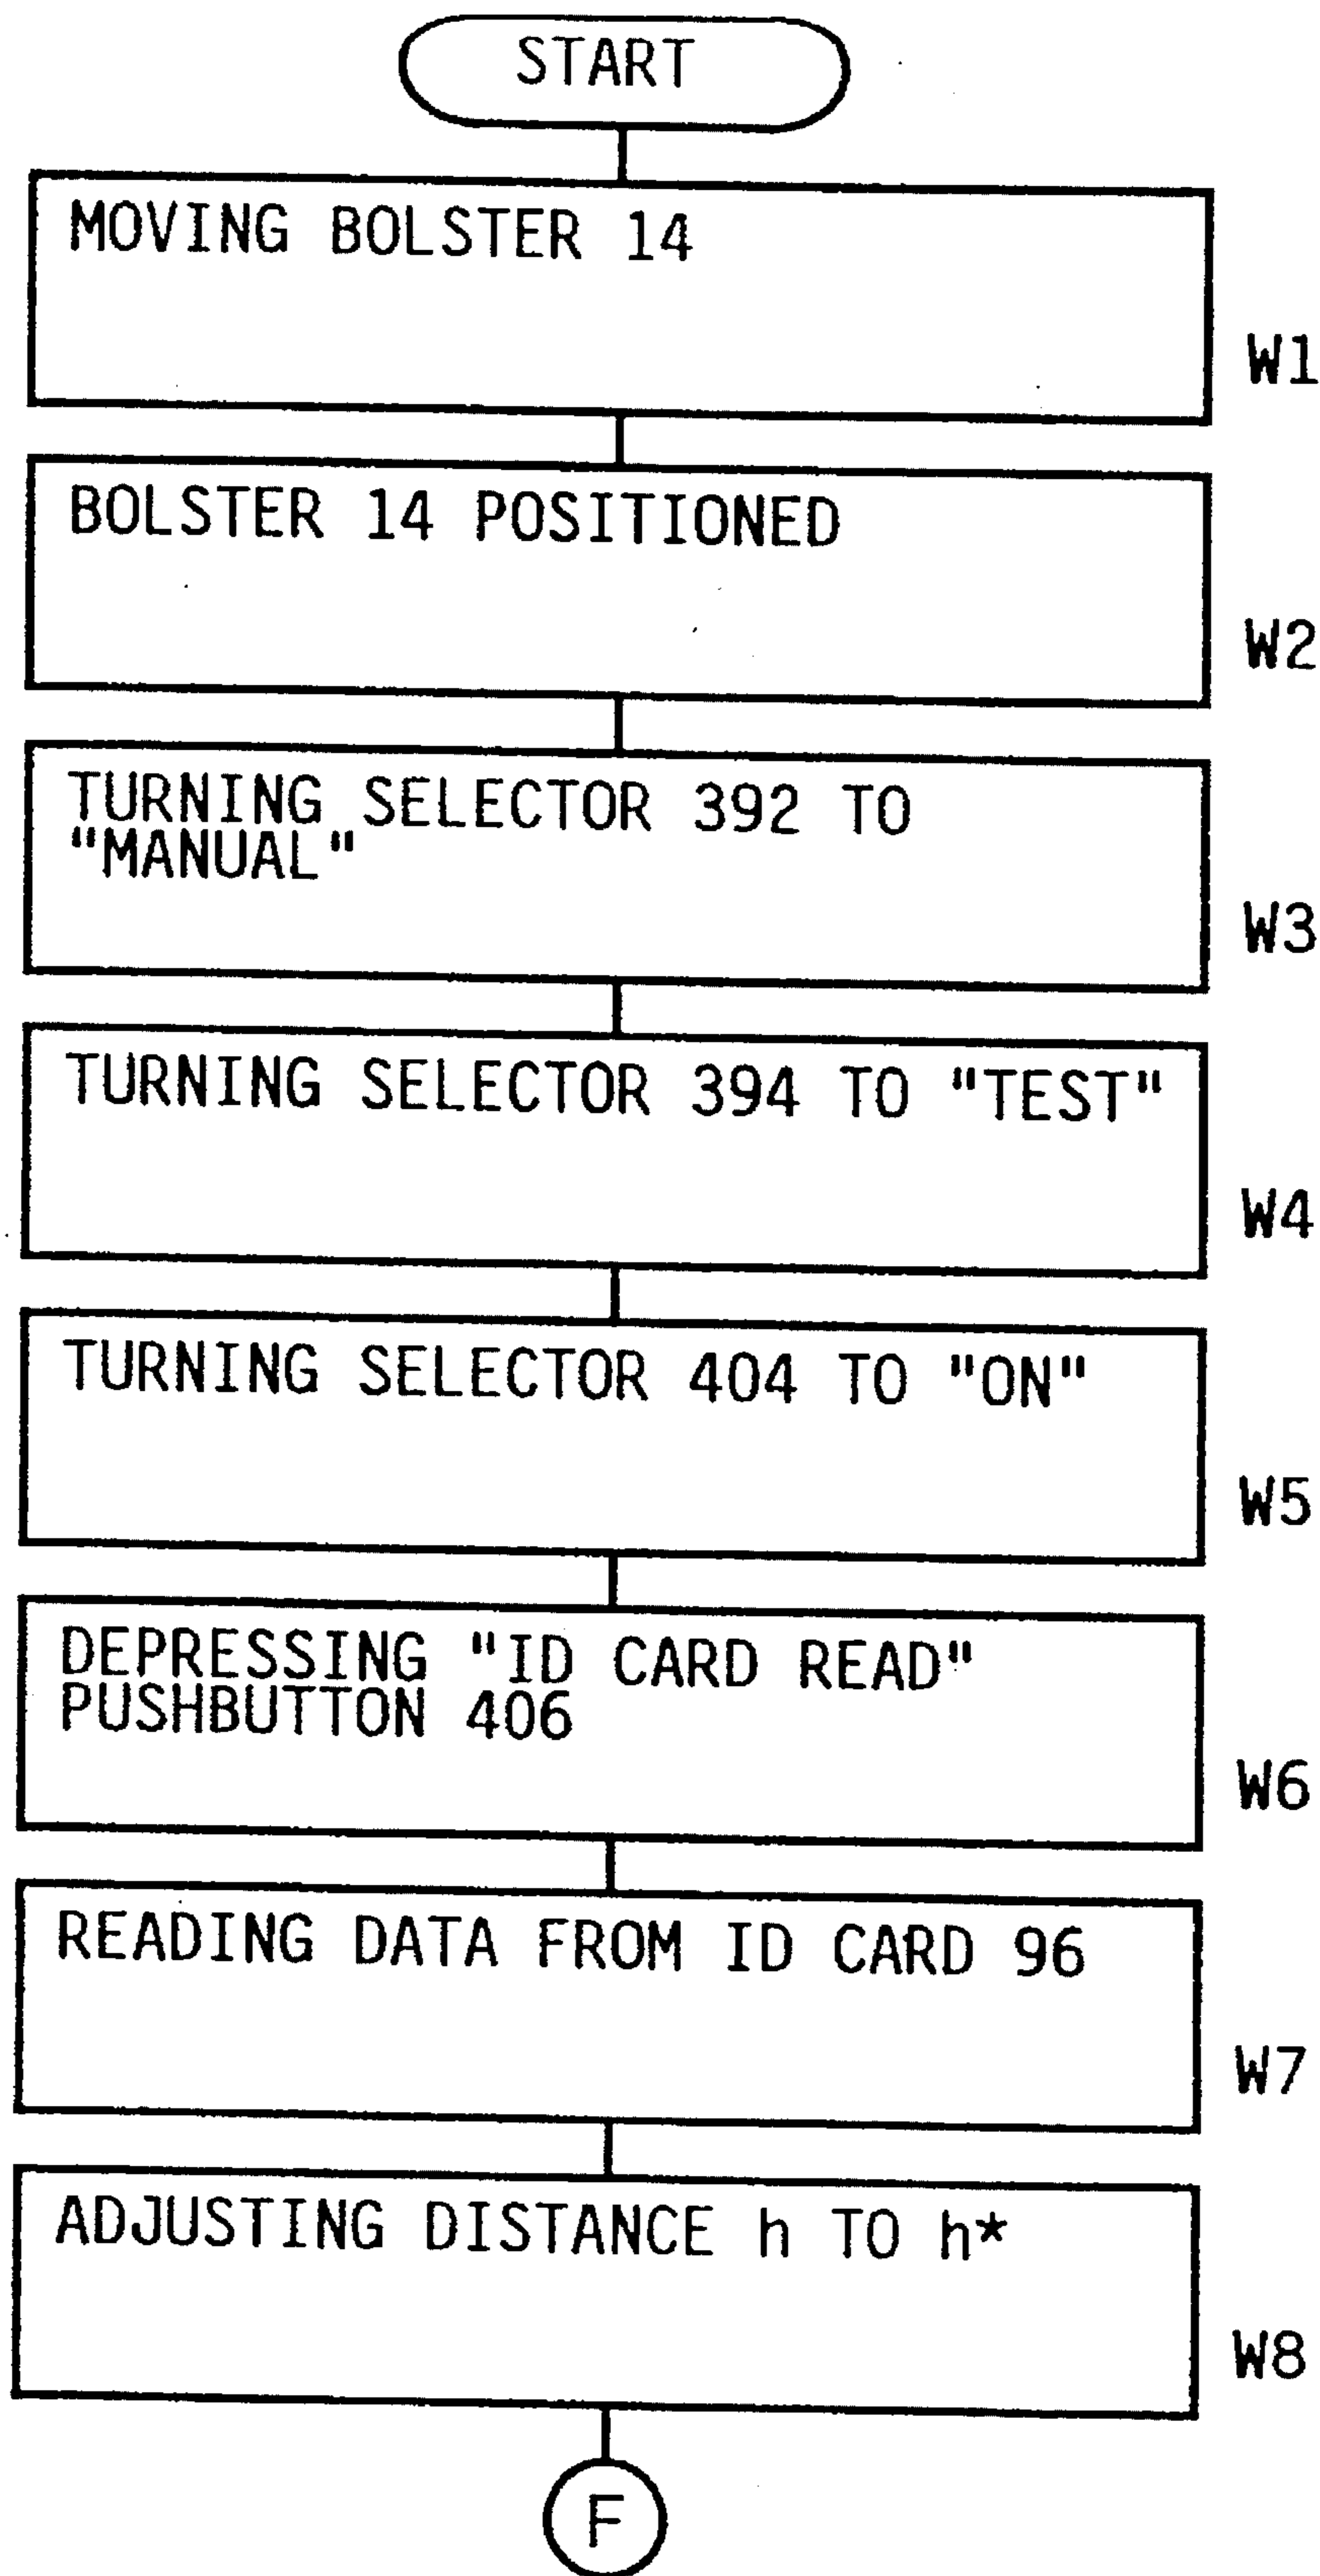 START
MOVING BOLSTER 14
W1
BOLSTER 14 POSITIONED
W2
TURNING SELECTOR 392 TO
"MANUAL"
W3
TURNING SELECTOR 394 TO "TEST"
W4
TURNING SELECTOR 404 TO "ON"
W5
DEPRESSING "ID CARD READ"
PUSHBUTTON 406
W6
READING DATA FROM ID CARD 96
W7
ADJUSTING DISTANCE h TO h*
W8
F